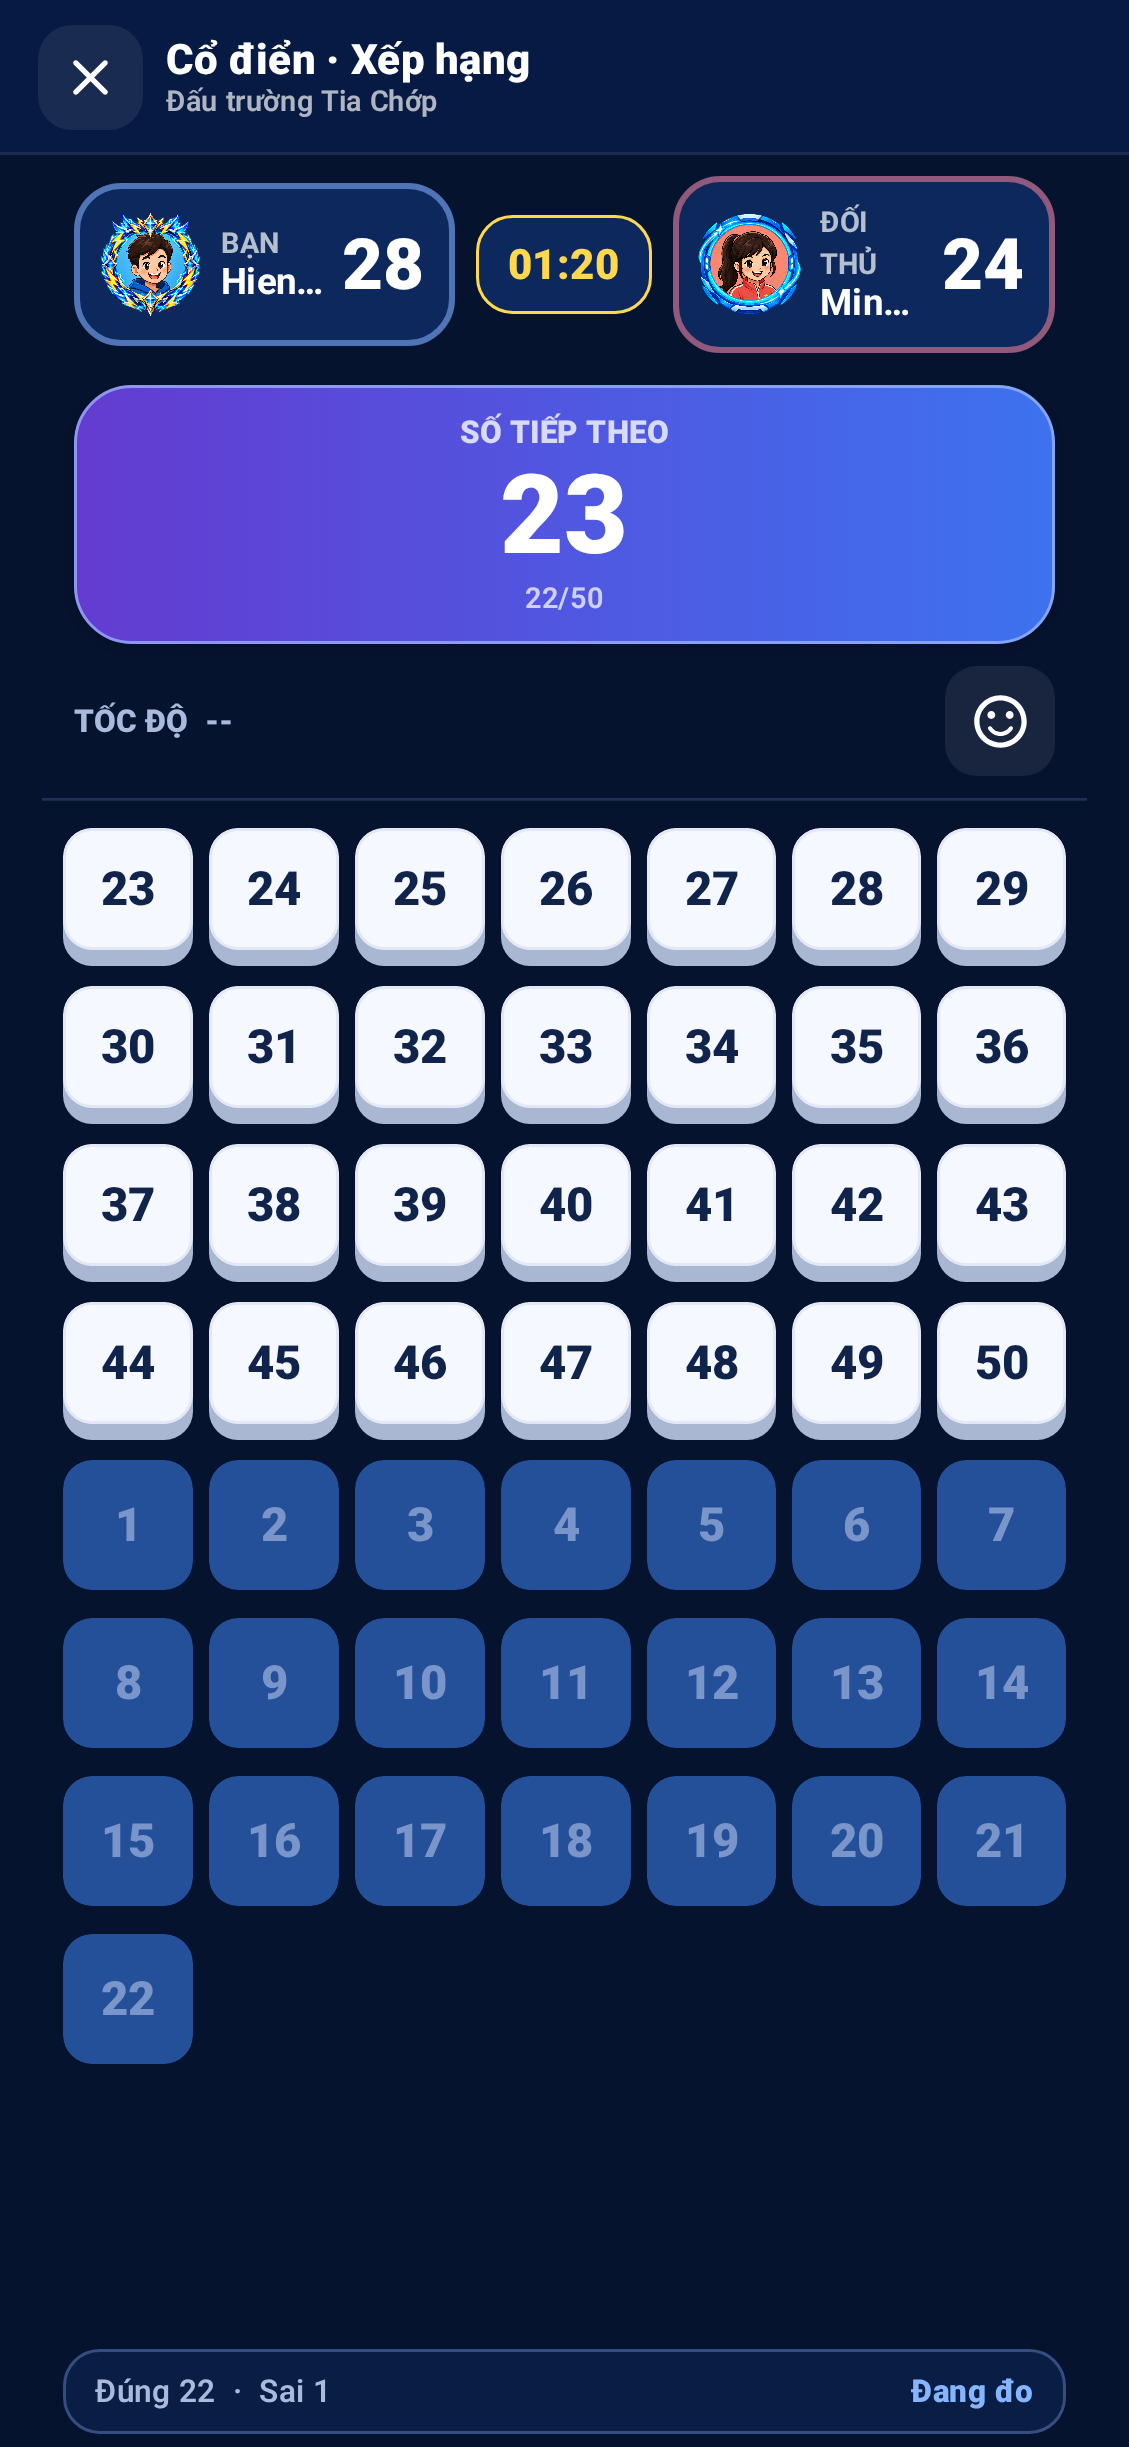 Cổ điển · Xếp hạng
Đấu trường Tia Chớp
BẠN
Hien...
28
01:20
ĐỐI
THỦ
Min...
24
SỐ TIẾP THEO
23
22/50
TỐC ĐỘ --
23 24 25 26 27 28 29
30 31 32 33 34 35 36
37 38 39 40 41 42 43
44 45 46 47 48 49 50
1 2 3 4 5 6 7
8 9 10 11 12 13 14
15 16 17 18 19 20 21
22
Đúng 22 · Sai 1
Đang đo